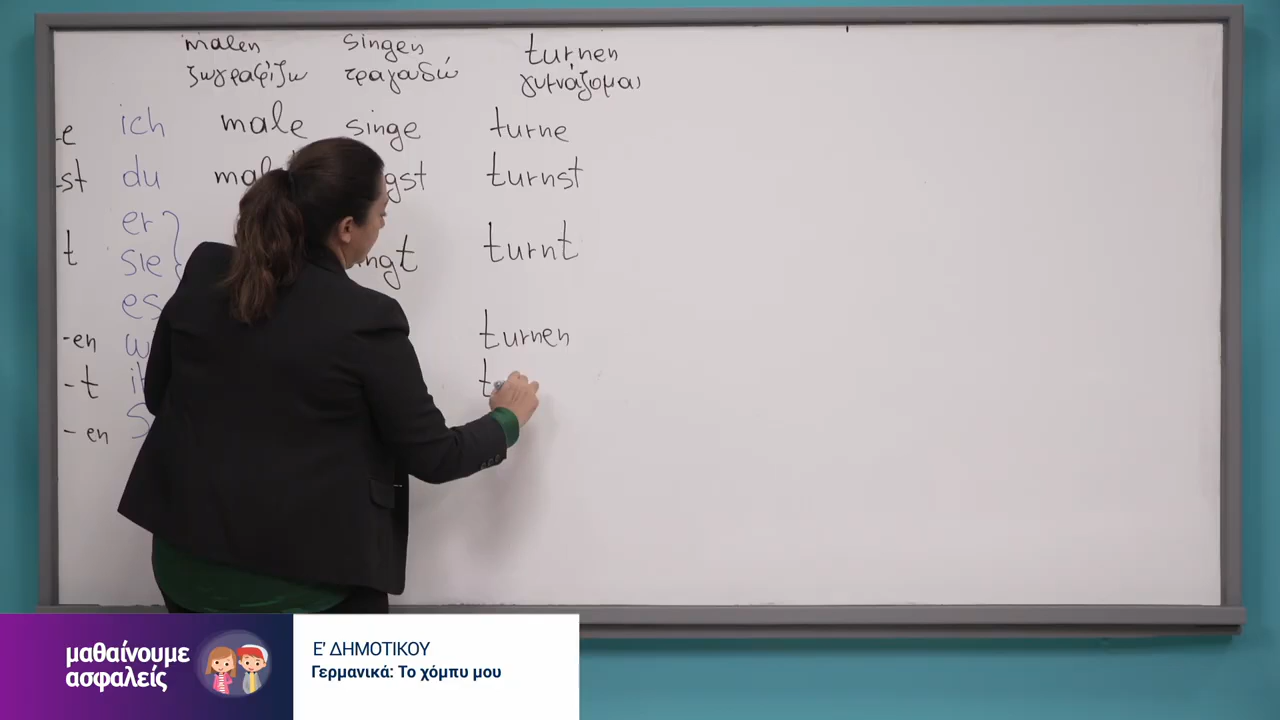 malen singen turnen
ζωγραφίζω τραγουδώ γυμνάζομαι
-e ich male singe turne
-st du turnst
er
t sie turnt
es
-en turnen
-t
-en
μαθαίνουμε
ασφαλείς
Ε' ΔΗΜΟΤΙΚΟΥ
Γερμανικά: Το χόμπυ μου